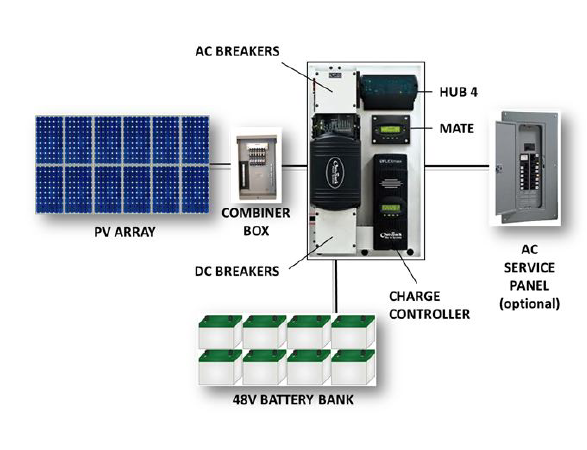 AC BREAKERS
HUB 4
MATE
PV ARRAY
COMBINER
BOX
DC BREAKERS
CHARGE
CONTROLLER
AC
SERVICE
PANEL
(optional)
48V BATTERY BANK